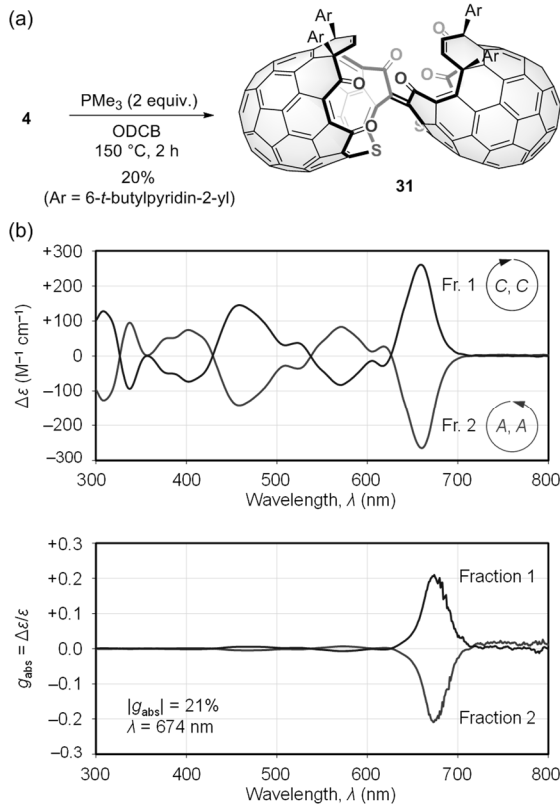 (a)
4
PMe₃ (2 equiv.)
ODCB
150 °C, 2 h
20%
(Ar = 6-t-butylpyridin-2-yl)
Ar
Ar
O
O
O
S
O
O
S
O
Ar
Ar
31
(b)
Δε (M⁻¹ cm⁻¹)
+300
+200
+100
0
−100
−200
−300
Fr. 1
C, C
Fr. 2
A, A
300 400 500 600 700 800
Wavelength, λ (nm)
g_abs = Δε/ε
+0.3
+0.2
+0.1
0.0
−0.1
−0.2
−0.3
Fraction 1
|g_abs| = 21%
λ = 674 nm
Fraction 2
300 400 500 600 700 800
Wavelength, λ (nm)